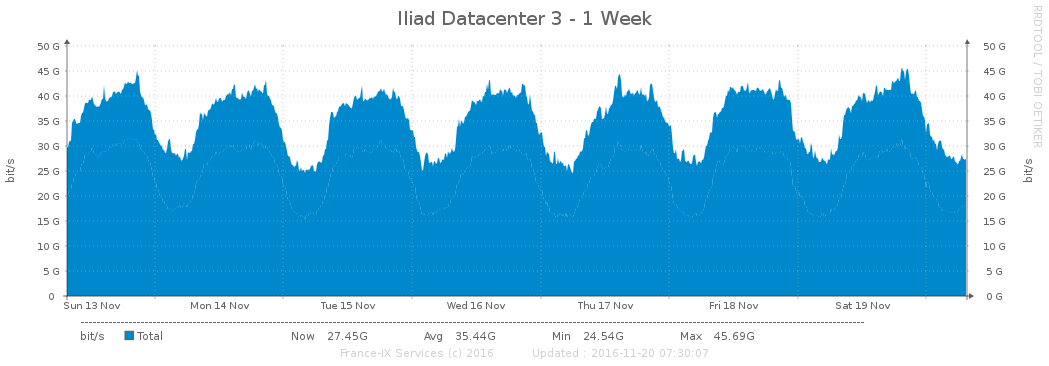 Iliad Datacenter 3 - 1 Week
RRDTOOL / TOBI OETIKER
50 G 50 G
45 G 45 G
40 G 40 G
35 G 35 G
30 G 30 G
25 G 25 G
20 G 20 G
15 G 15 G
10 G 10 G
5 G 5 G
0 0 G
bit/s bit/s
Sun 13 Nov Mon 14 Nov Tue 15 Nov Wed 16 Nov Thu 17 Nov Fri 18 Nov Sat 19 Nov
bit/s Total Now 27.45G Avg 35.44G Min 24.54G Max 45.69G
France-IX Services (c) 2016 Updated : 2016-11-20 07:30:07